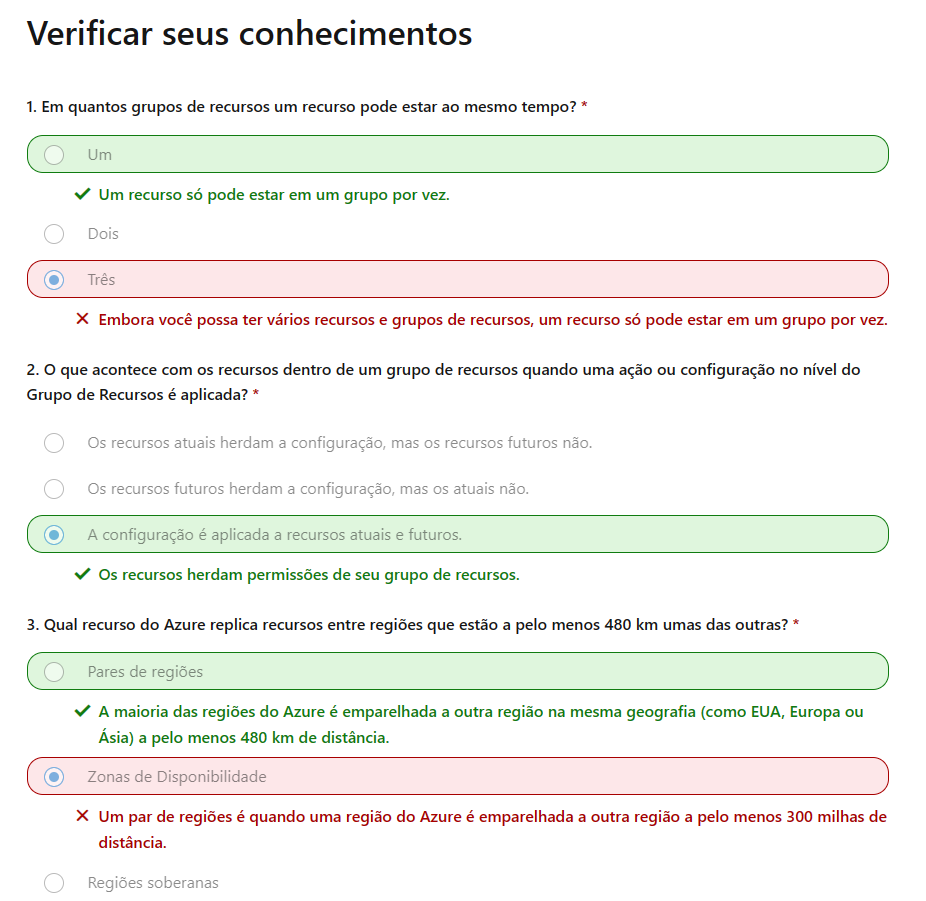 Verificar seus conhecimentos
1. Em quantos grupos de recursos um recurso pode estar ao mesmo tempo? *
Um
Um recurso só pode estar em um grupo por vez.
Dois
Três
Embora você possa ter vários recursos e grupos de recursos, um recurso só pode estar em um grupo por vez.
2. O que acontece com os recursos dentro de um grupo de recursos quando uma ação ou configuração no nível do
Grupo de Recursos é aplicada? *
Os recursos atuais herdam a configuração, mas os recursos futuros não.
Os recursos futuros herdam a configuração, mas os atuais não.
A configuração é aplicada a recursos atuais e futuros.
Os recursos herdam permissões de seu grupo de recursos.
3. Qual recurso do Azure replica recursos entre regiões que estão a pelo menos 480 km umas das outras? *
Pares de regiões
A maioria das regiões do Azure é emparelhada a outra região na mesma geografia (como EUA, Europa ou
Ásia) a pelo menos 480 km de distância.
Zonas de Disponibilidade
Um par de regiões é quando uma região do Azure é emparelhada a outra região a pelo menos 300 milhas de
distância.
Regiões soberanas